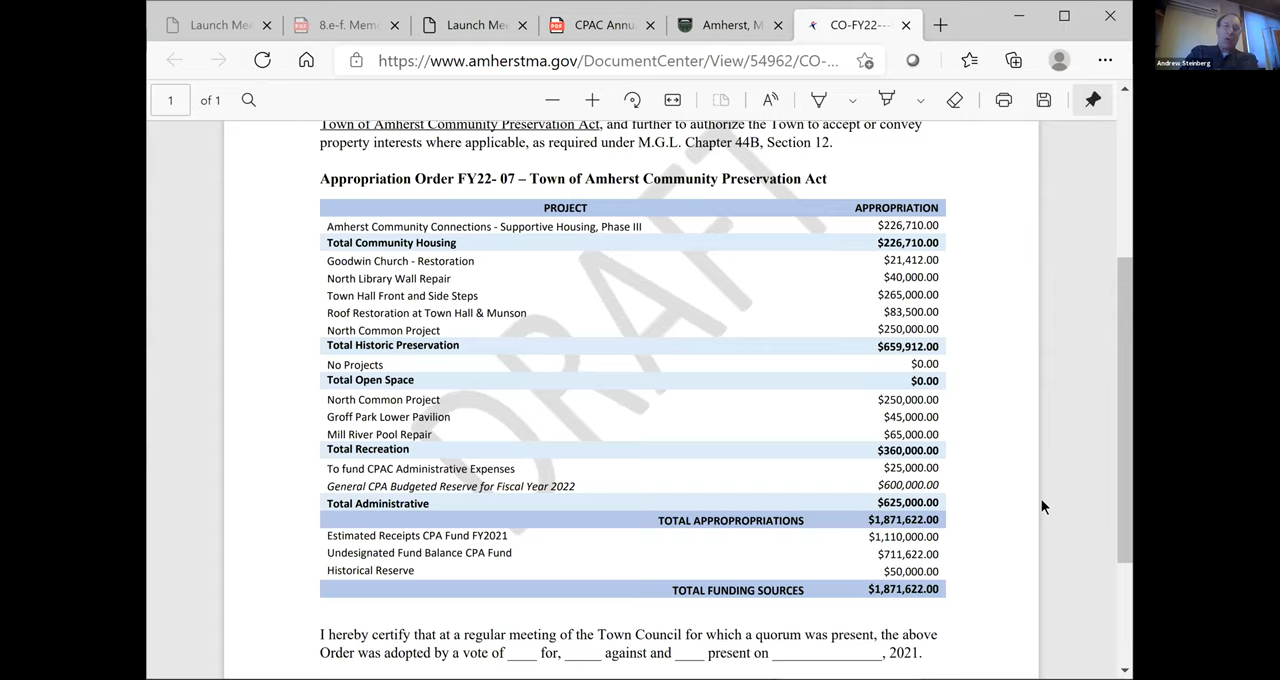 Launch Me
8.e-f. Memo
Launch Me
CPAC Annu
Amherst, M
CO-FY22---
https://www.amherstma.gov/DocumentCenter/View/54962/CO-...
1 of 1
Andrew Steinberg
Town of Amherst Community Preservation Act, and further to authorize the Town to accept or convey
property interests where applicable, as required under M.G.L. Chapter 44B, Section 12.
Appropriation Order FY22- 07 – Town of Amherst Community Preservation Act
PROJECT APPROPRIATION
Amherst Community Connections - Supportive Housing, Phase III $226,710.00
Total Community Housing $226,710.00
Goodwin Church - Restoration $21,412.00
North Library Wall Repair $40,000.00
Town Hall Front and Side Steps $265,000.00
Roof Restoration at Town Hall & Munson $83,500.00
North Common Project $250,000.00
Total Historic Preservation $659,912.00
No Projects $0.00
Total Open Space $0.00
North Common Project $250,000.00
Groff Park Lower Pavilion $45,000.00
Mill River Pool Repair $65,000.00
Total Recreation $360,000.00
To fund CPAC Administrative Expenses $25,000.00
General CPA Budgeted Reserve for Fiscal Year 2022 $600,000.00
Total Administrative $625,000.00
TOTAL APPROPROPRIATIONS $1,871,622.00
Estimated Receipts CPA Fund FY2021 $1,110,000.00
Undesignated Fund Balance CPA Fund $711,622.00
Historical Reserve $50,000.00
TOTAL FUNDING SOURCES $1,871,622.00
I hereby certify that at a regular meeting of the Town Council for which a quorum was present, the above
Order was adopted by a vote of ____ for, _____ against and ____ present on _______________, 2021.
DRAFT